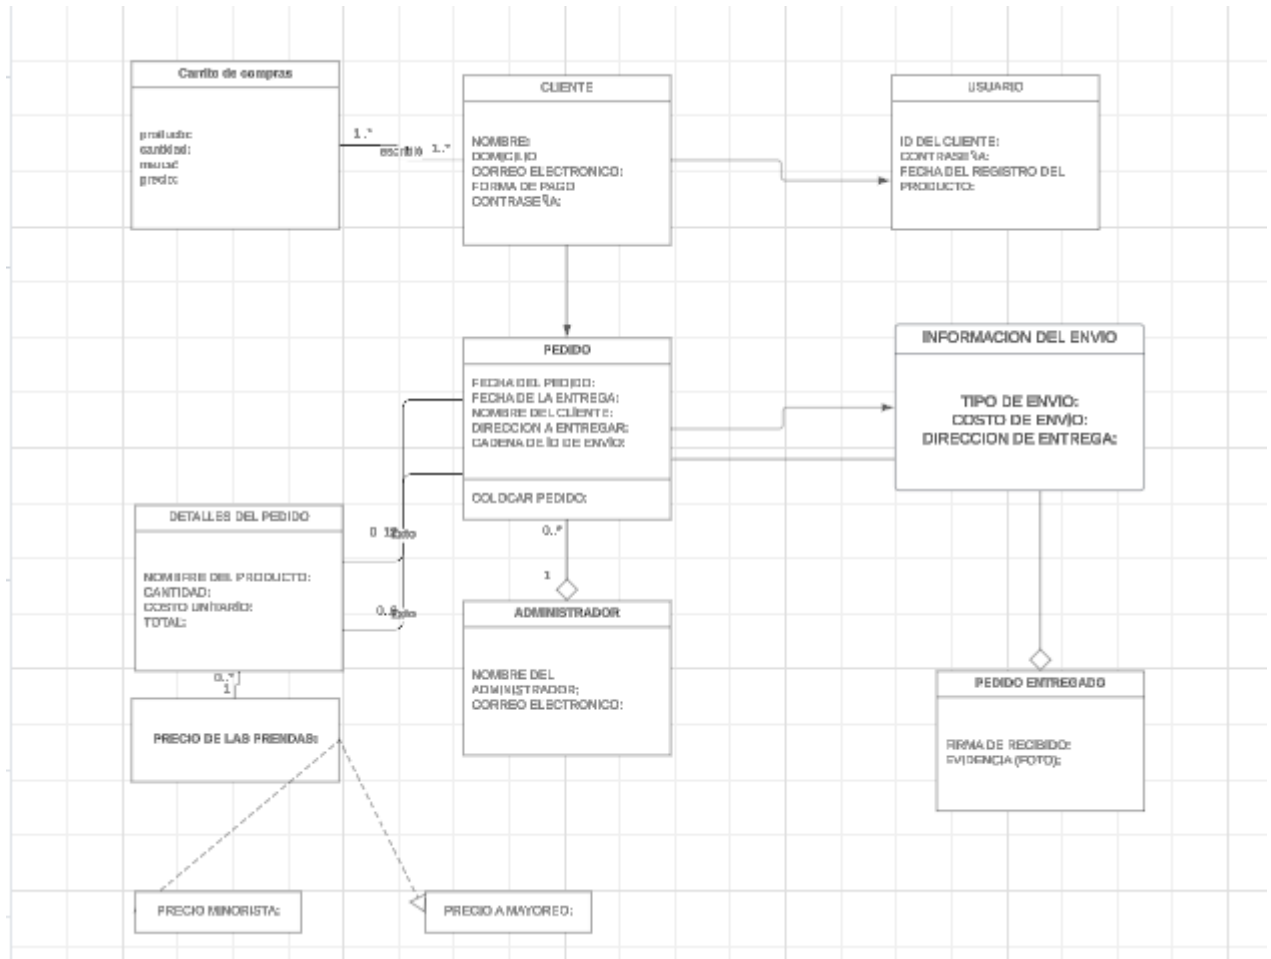 Carrito de compras
producto:
cantidad:
precio:
1..*
1..*
CLIENTE
NOMBRE:
DOMICILIO
CORREO ELECTRONICO:
FORMA DE PAGO
CONTRASEÑA:
USUARIO
ID DEL CLIENTE:
CONTRASEÑA:
FECHA DEL REGISTRO DEL
PRODUCTO:
PEDIDO
FECHA DEL PEDIDO:
FECHA DE LA ENTREGA:
NOMBRE DEL CLIENTE:
DIRECCION A ENTREGAR:
CADENA DE ID DE ENVÍO:
COLOCAR PEDIDO:
INFORMACION DEL ENVIO
TIPO DE ENVIO:
COSTO DE ENVÍO:
DIRECCION DE ENTREGA:
DETALLES DEL PEDIDO
NOMBRE DEL PRODUCTO:
CANTIDAD:
COSTO UNITARIO:
TOTAL:
Texto
Texto
0..*
1
0..*
1
ADMINISTRADOR
NOMBRE DEL
ADMINISTRADOR:
CORREO ELECTRONICO:
PEDIDO ENTREGADO
FIRMA DE RECIBIDO:
EVIDENCIA (FOTO):
PRECIO DE LAS PRENDAS:
PRECIO MINORISTA:
PRECIO A MAYOREO: